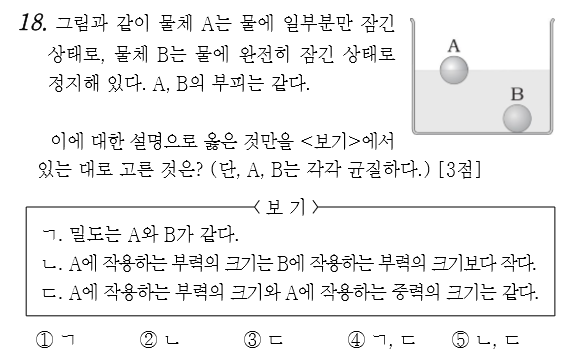 18. 그림과 같이 물체 A는 물에 일부분만 잠긴
상태로, 물체 B는 물에 완전히 잠긴 상태로
정지해 있다. A, B의 부피는 같다.
A
B
이에 대한 설명으로 옳은 것만을 <보기>에서
있는 대로 고른 것은? (단, A, B는 각각 균질하다.) [3점]
<보 기>
ㄱ. 밀도는 A와 B가 같다.
ㄴ. A에 작용하는 부력의 크기는 B에 작용하는 부력의 크기보다 작다.
ㄷ. A에 작용하는 부력의 크기와 A에 작용하는 중력의 크기는 같다.
① ㄱ ② ㄴ ③ ㄷ ④ ㄱ, ㄷ ⑤ ㄴ, ㄷ